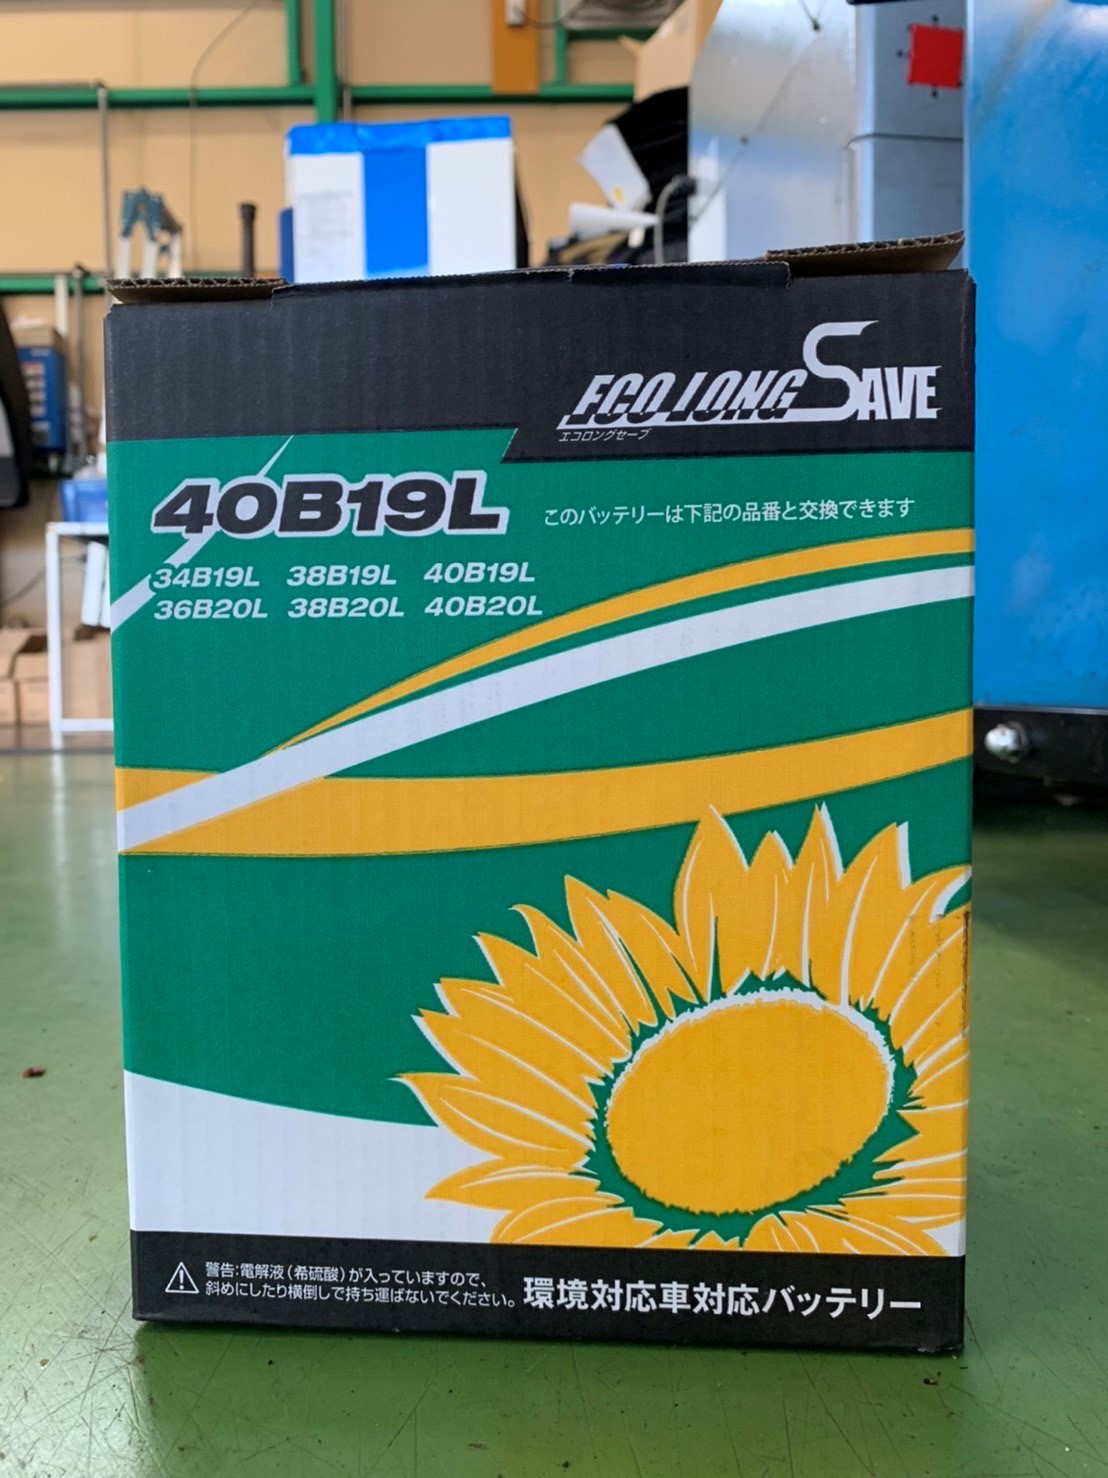 ECO LONG SAVE
エコロングセーブ
40B19L
このバッテリーは下記の品番と交換できます
34B19L 38B19L 40B19L
36B20L 38B20L 40B20L
警告:電解液(希硫酸)が入っていますので、
斜めにしたり横倒しで持ち運ばないでください。
環境対応車対応バッテリー